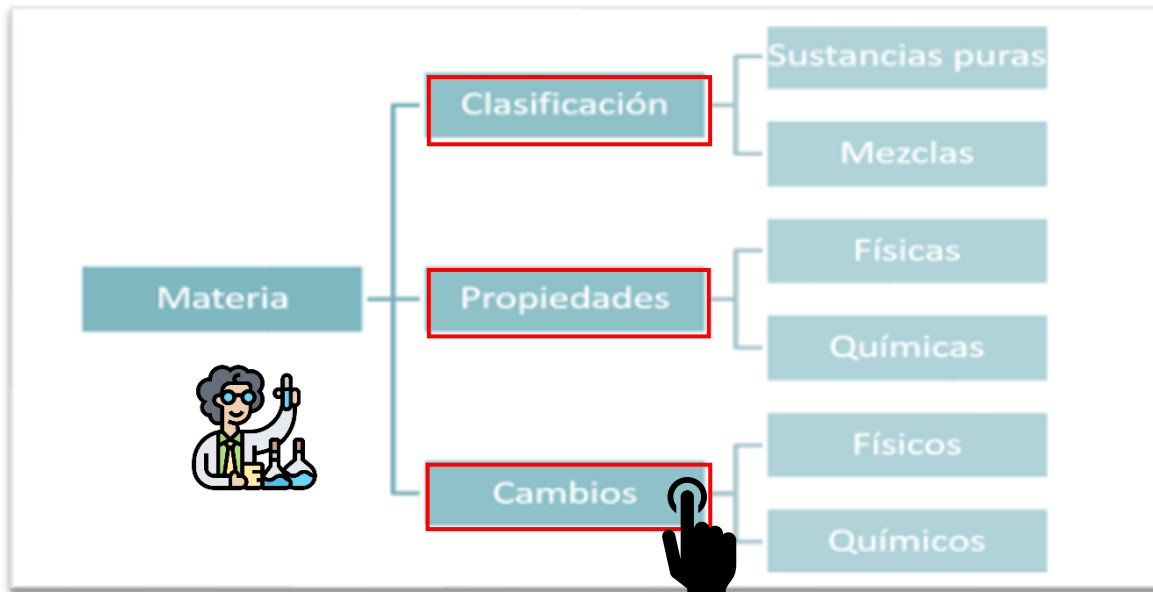 Materia
Clasificación
Sustancias puras
Mezclas
Propiedades
Físicas
Químicas
Cambios
Físicos
Químicos